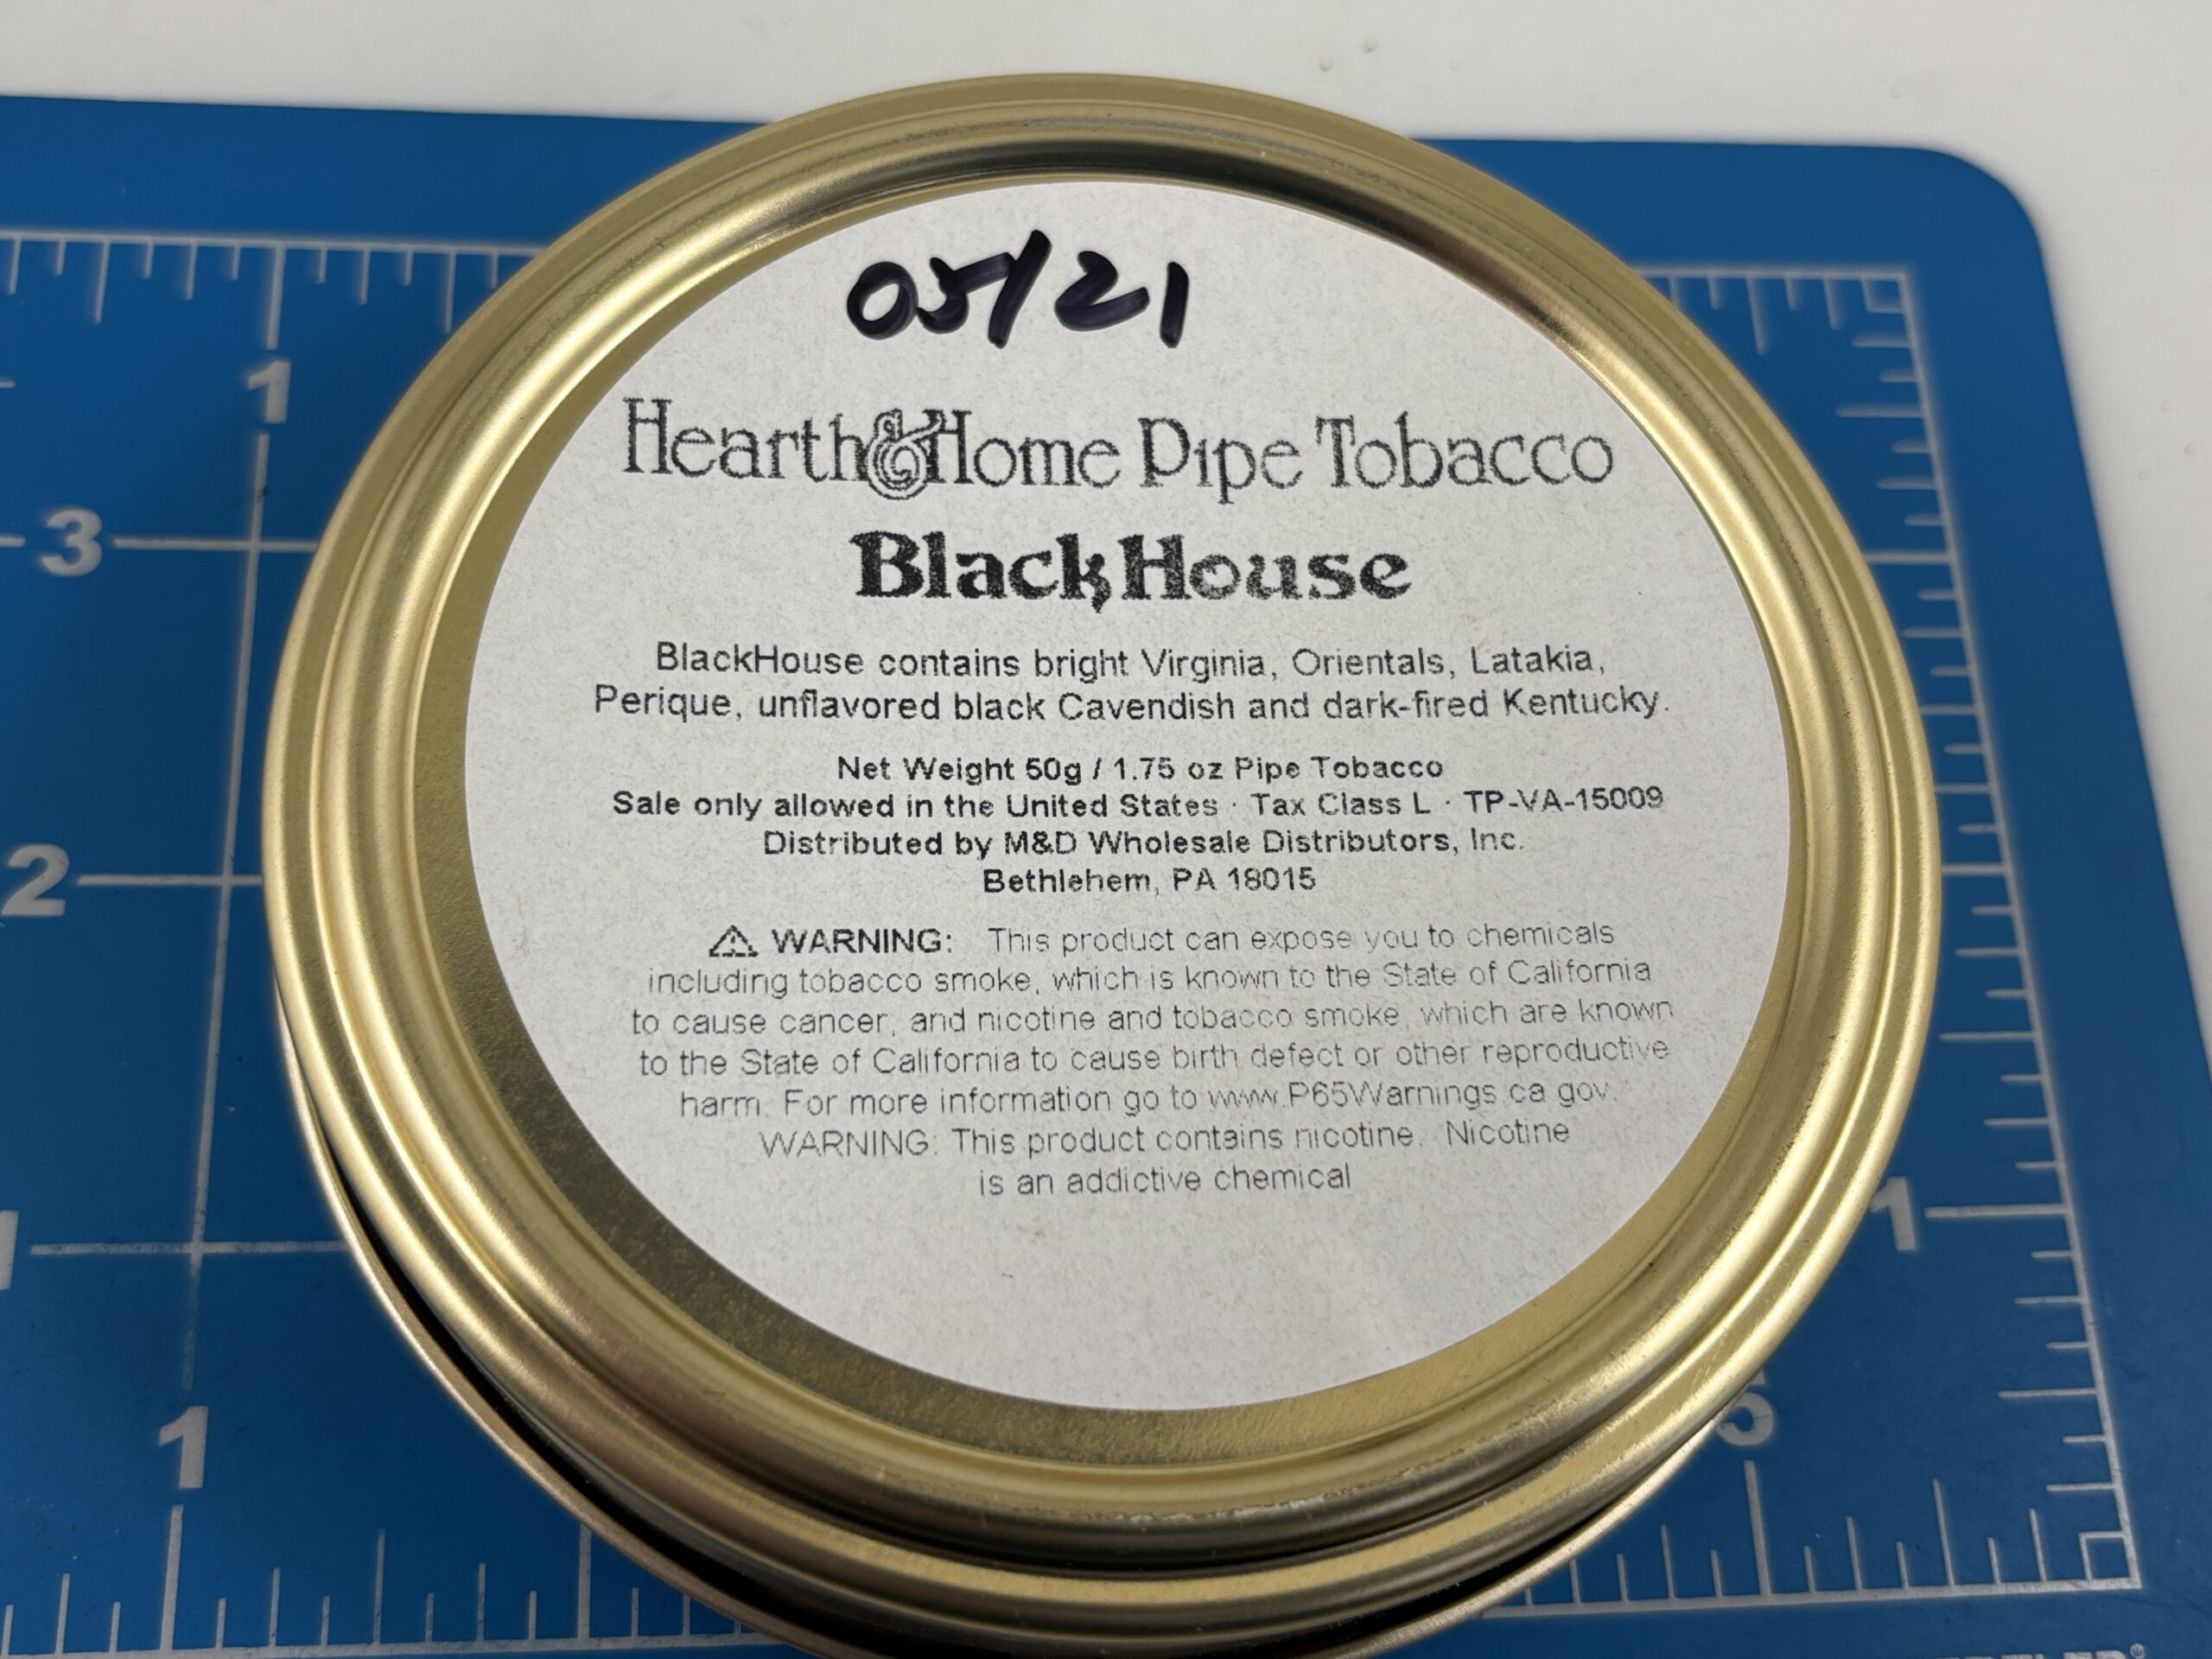 05/21
Hearth & Home Pipe Tobacco
BlackHouse
BlackHouse contains bright Virginia, Orientals, Latakia,
Perique, unflavored black Cavendish and dark-fired Kentucky.
Net Weight 50g / 1.75 oz Pipe Tobacco
Sale only allowed in the United States · Tax Class L · TP-VA-15009
Distributed by M&D Wholesale Distributors, Inc.
Bethlehem, PA 18015
⚠ WARNING: This product can expose you to chemicals
including tobacco smoke, which is known to the State of California
to cause cancer, and nicotine and tobacco smoke, which are known
to the State of California to cause birth defect or other reproductive
harm. For more information go to www.P65Warnings.ca.gov.
WARNING: This product contains nicotine. Nicotine
is an addictive chemical
1
3
2
1
1
1
5